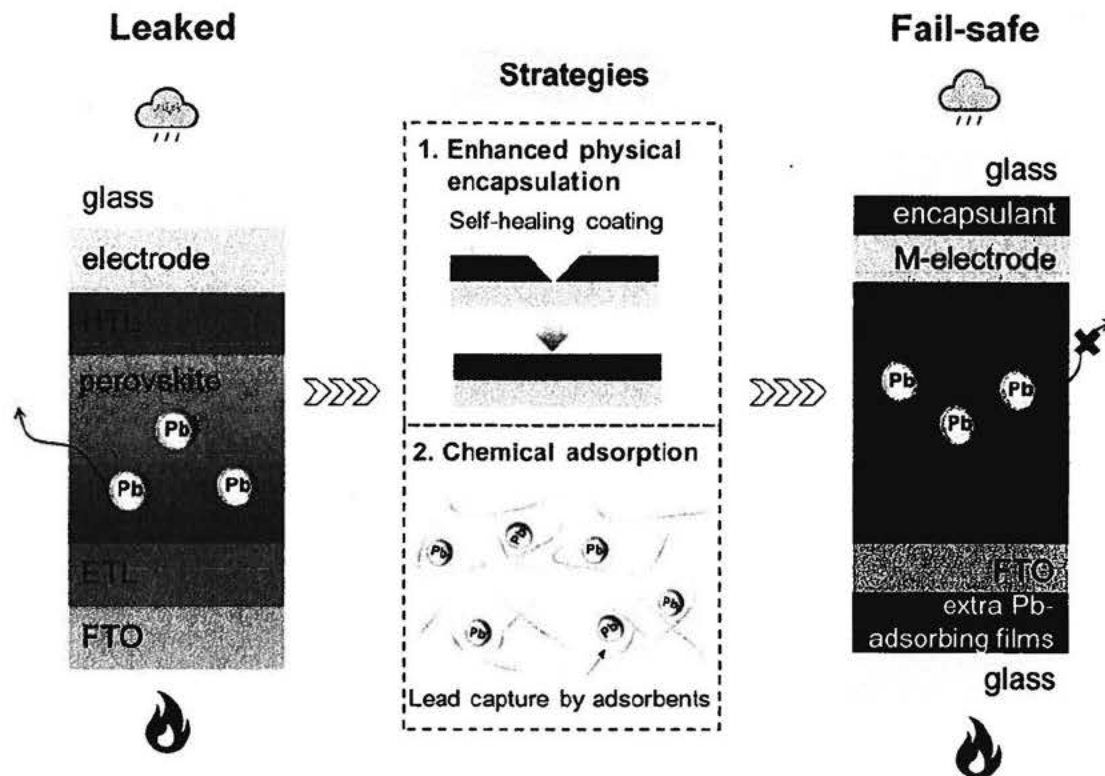 Leaked
glass
electrode
HTL
perovskite
Pb
Pb
Pb
ETL
FTO
Strategies
1. Enhanced physical
encapsulation
Self-healing coating
2. Chemical adsorption
Pb
Pb
Pb
Pb
Pb
Pb
Lead capture by adsorbents
Fail-safe
glass
encapsulant
M-electrode
Pb
Pb
Pb
FTO
extra Pb-
adsorbing films
glass